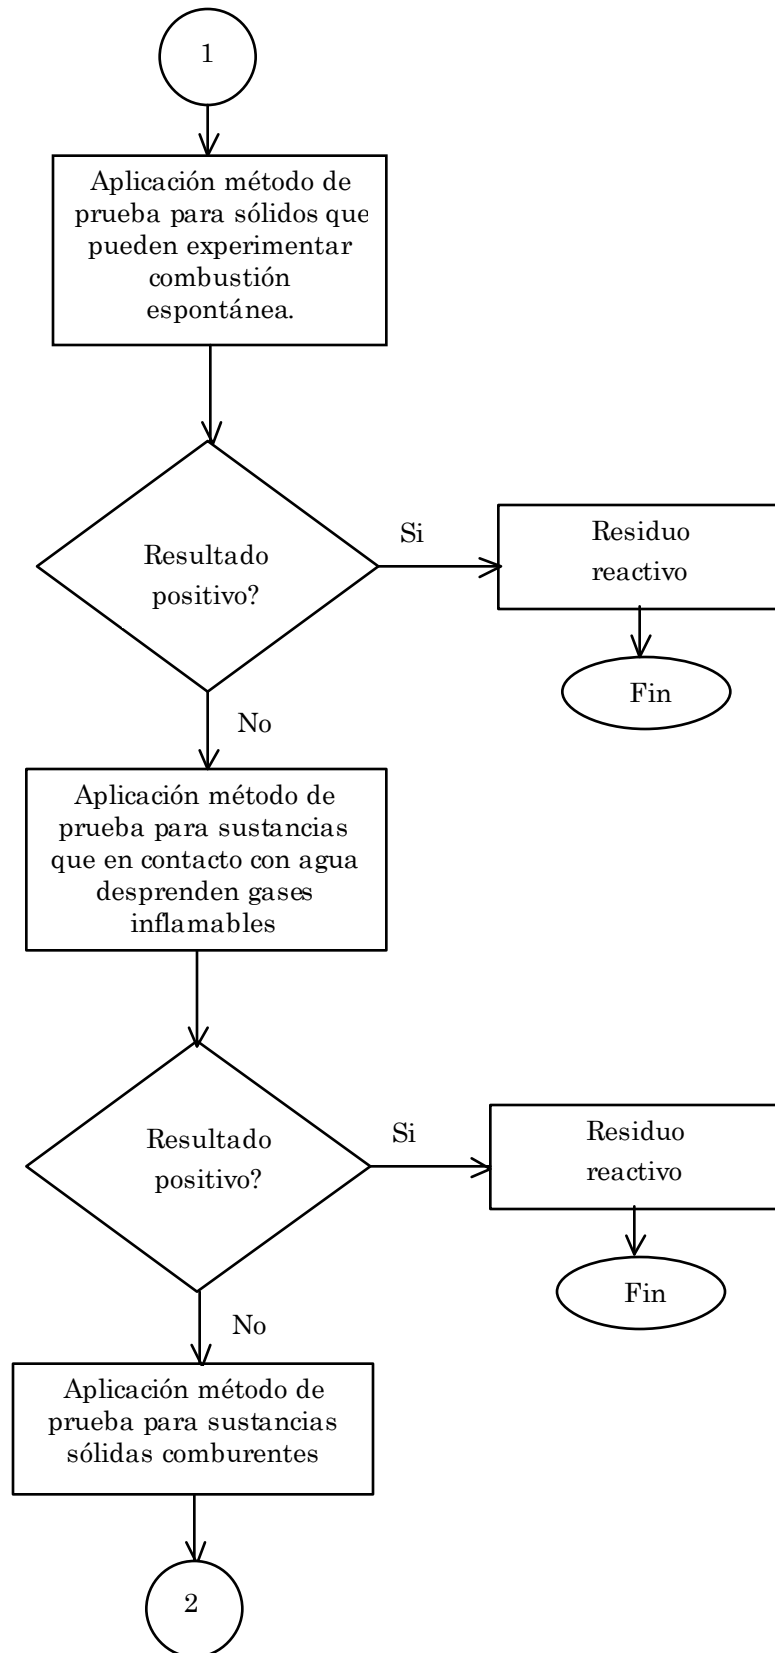 1
Aplicación método de
prueba para sólidos que
pueden experimentar
combustión
espontánea.
Resultado
positivo?
Si
Residuo
reactivo
Fin
No
Aplicación método de
prueba para sustancias
que en contacto con agua
desprenden gases
inflamables
Resultado
positivo?
Si
Residuo
reactivo
Fin
No
Aplicación método de
prueba para sustancias
sólidas comburentes
2